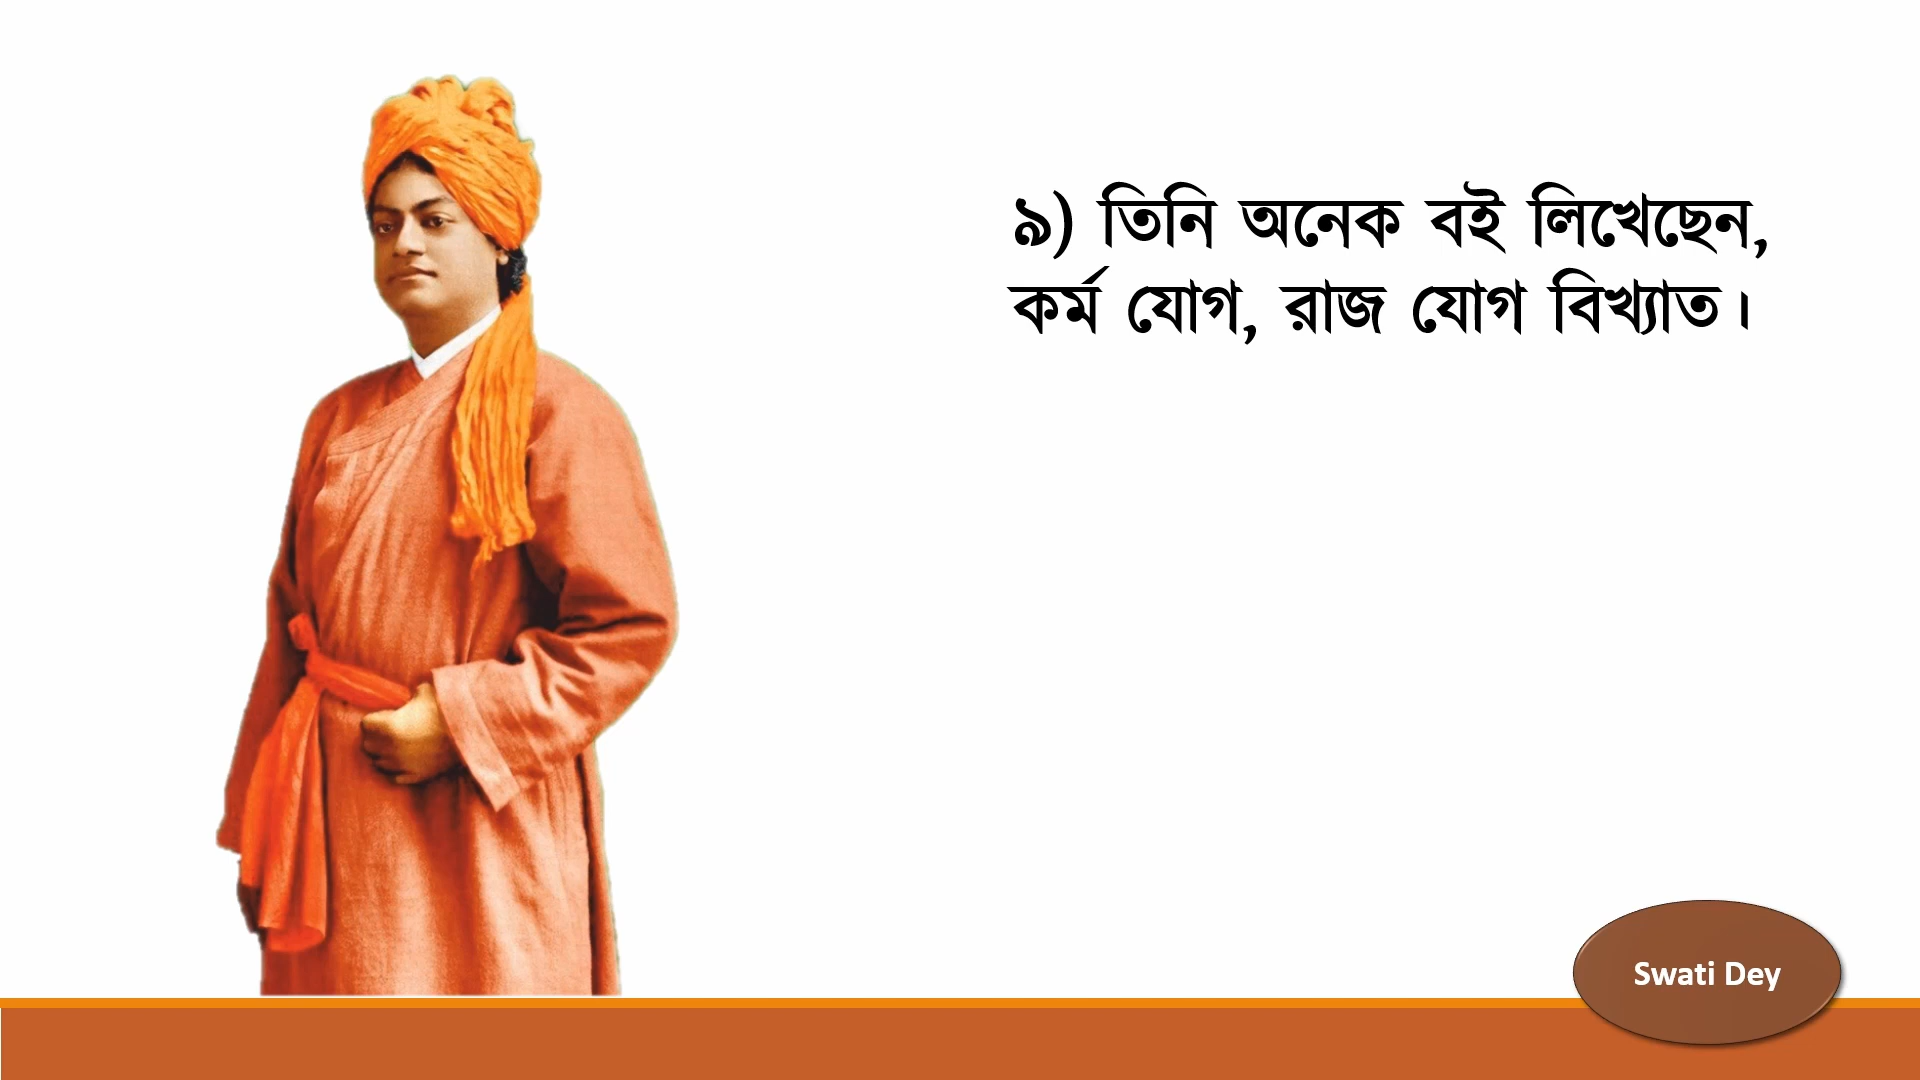 ৯) তিনি অনেক বই লিখেছেন,
কর্ম যোগ, রাজ যোগ বিখ্যাত।
Swati Dey